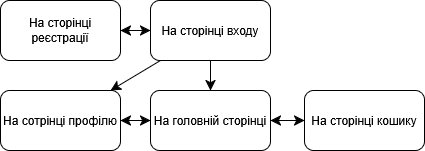 На сторінці
реєстрації
На сторінці входу
На сотрінці профілю
На головній сторінці
На сторінці кошику